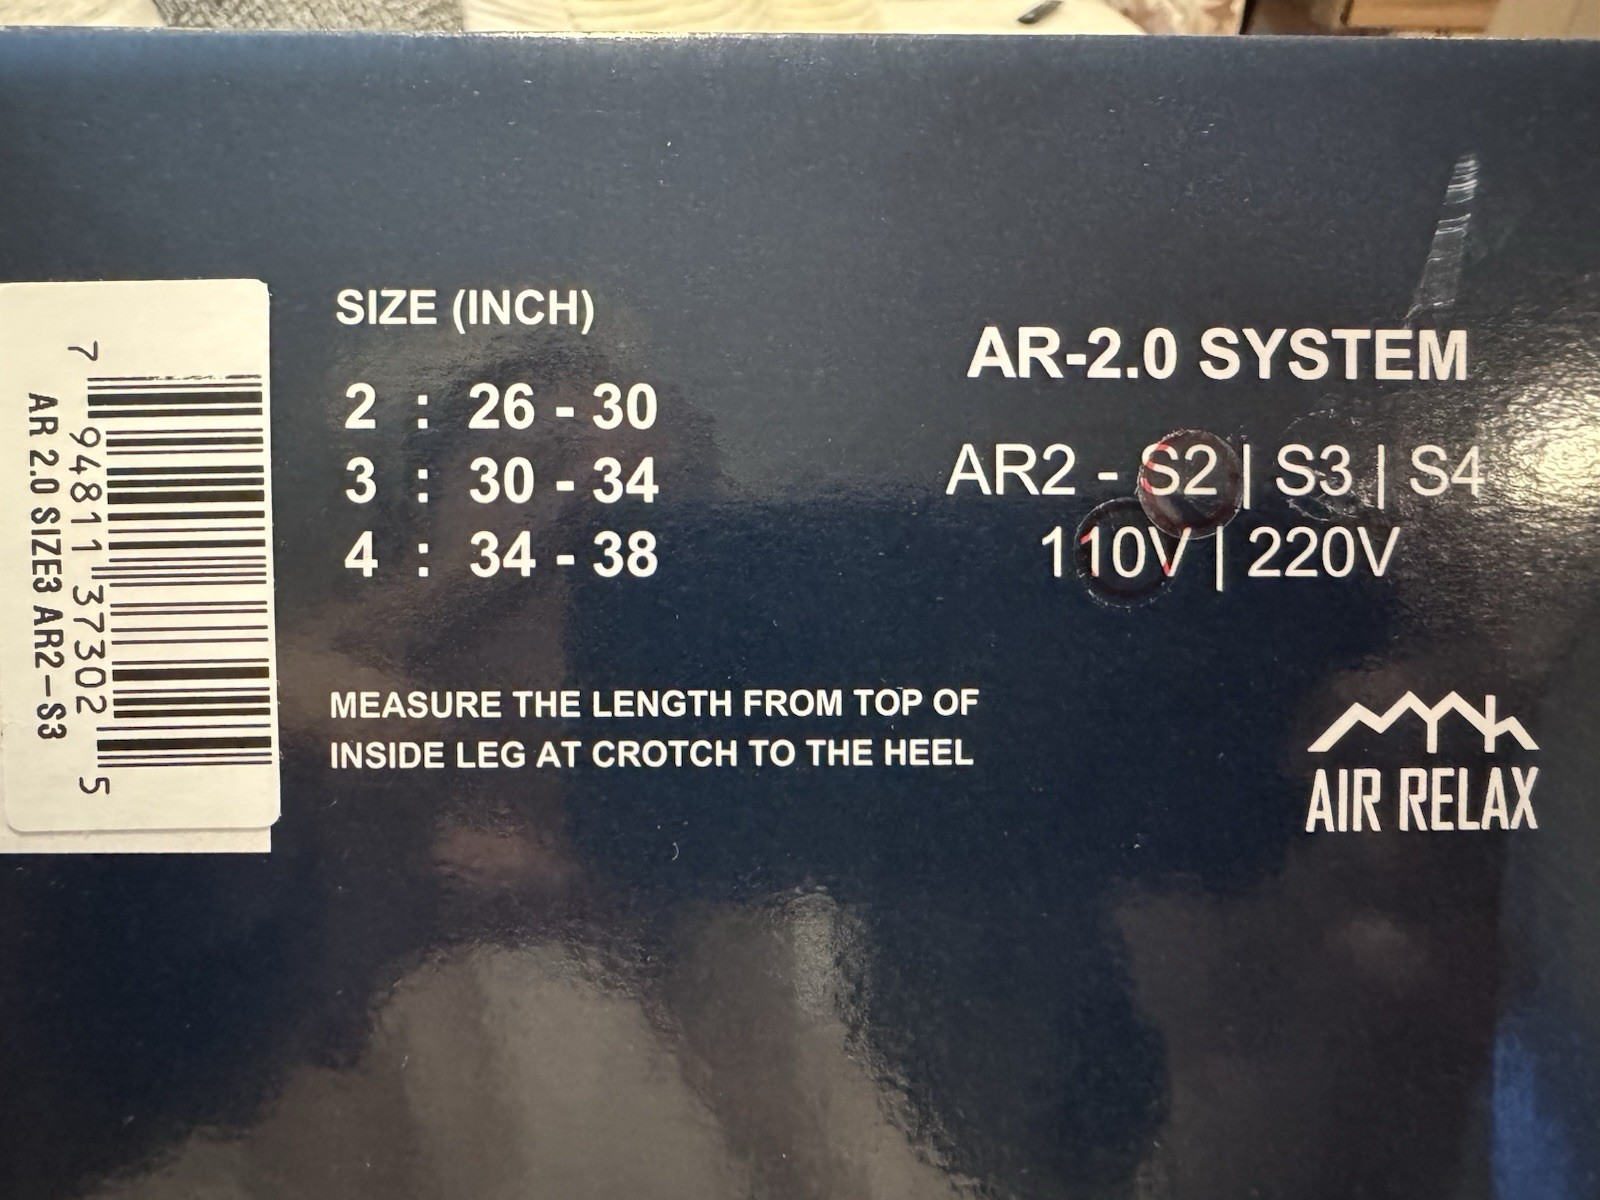 7 94811 37302 5
AR 2.0 SIZE3 AR2-S3
SIZE (INCH)
2 : 26 - 30
3 : 30 - 34
4 : 34 - 38
MEASURE THE LENGTH FROM TOP OF
INSIDE LEG AT CROTCH TO THE HEEL
AR-2.0 SYSTEM
AR2 - S2 | S3 | S4
110V | 220V
AIR RELAX